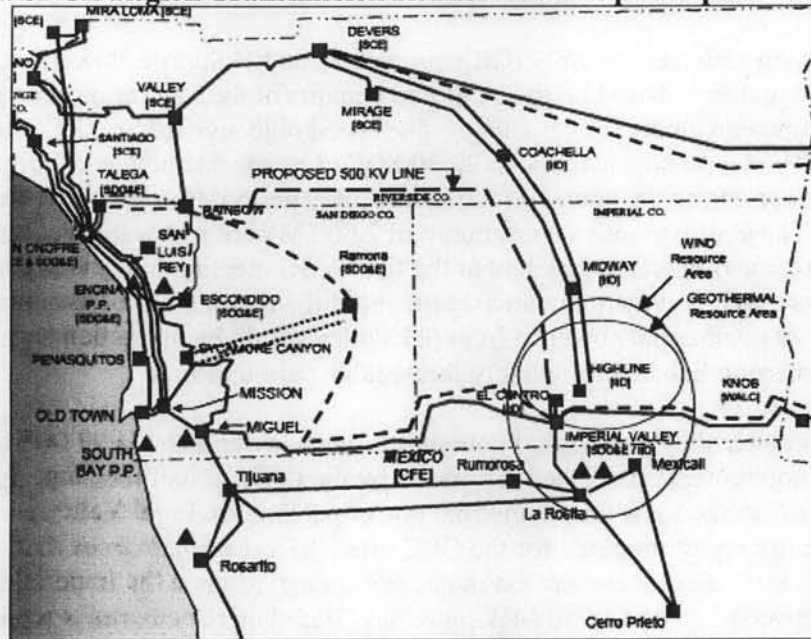 DEVERS
[SCE]
VALLEY
[SCE]
MIRAGE
[SCE]
SANTIAGO
[SCE]
TALEGA
[SDG&E]
COACHELLA
[IID]
PROPOSED 500 KV LINE
RIVERSIDE CO.
SAN DIEGO CO.
IMPERIAL CO.
RAINBOW
SAN
LUIS
REY
Ramona
[SDG&E]
MIDWAY
[IID]
WIND
Resource
Area
GEOTHERMAL
Resource Area
ENCINA
P.P.
[SDG&E]
ESCONDIDO
[SDG&E]
PENASQUITOS
SYCAMORE CANYON
HIGHLINE
[IID]
KNOB
[WALC]
EL CENTRO
[IID]
MISSION
OLD TOWN
MIGUEL
SOUTH
BAY P.P.
IMPERIAL VALLEY
MEXICO
[CFE]
Rumorosa
Mexicali
Tijuana
La Rosita
Rosarito
Cerro Prieto